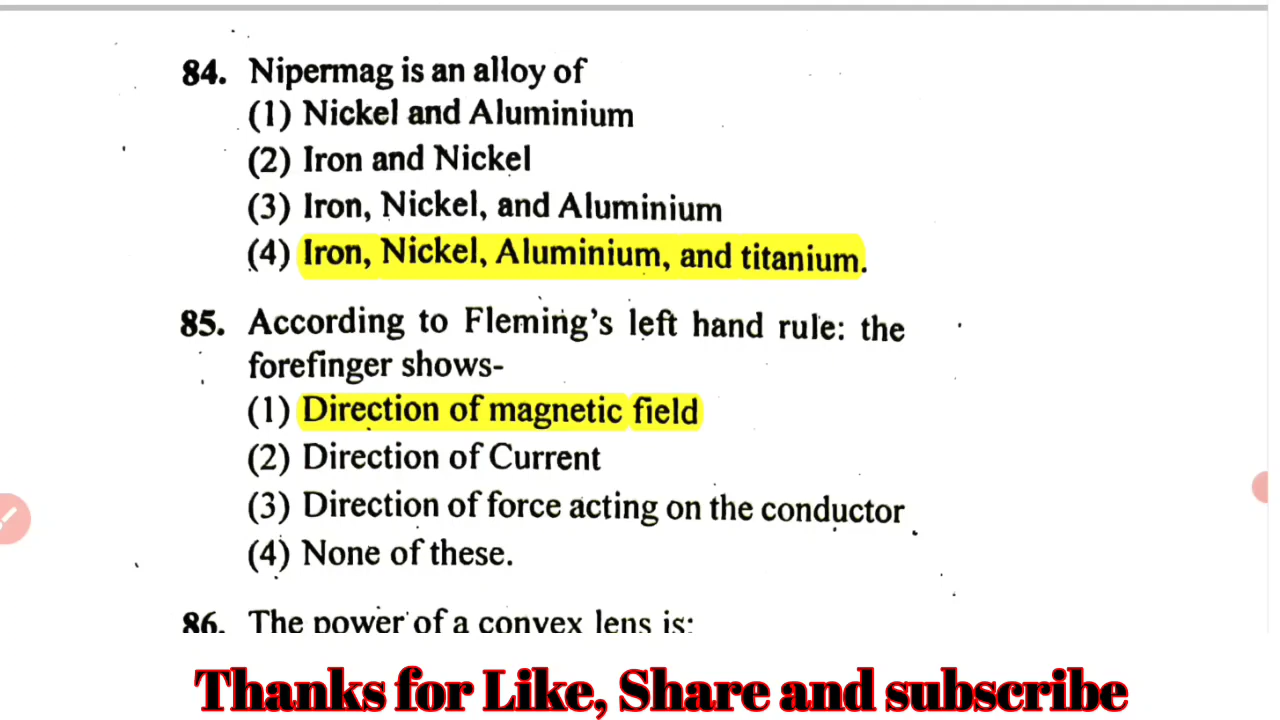 84. Nipermag is an alloy of
(1) Nickel and Aluminium
(2) Iron and Nickel
(3) Iron, Nickel, and Aluminium
(4) Iron, Nickel, Aluminium, and titanium.
85. According to Fleming's left hand rule: the
forefinger shows-
(1) Direction of magnetic field
(2) Direction of Current
(3) Direction of force acting on the conductor
(4) None of these.
86. The power of a convex lens is:
Thanks for Like, Share and subscribe